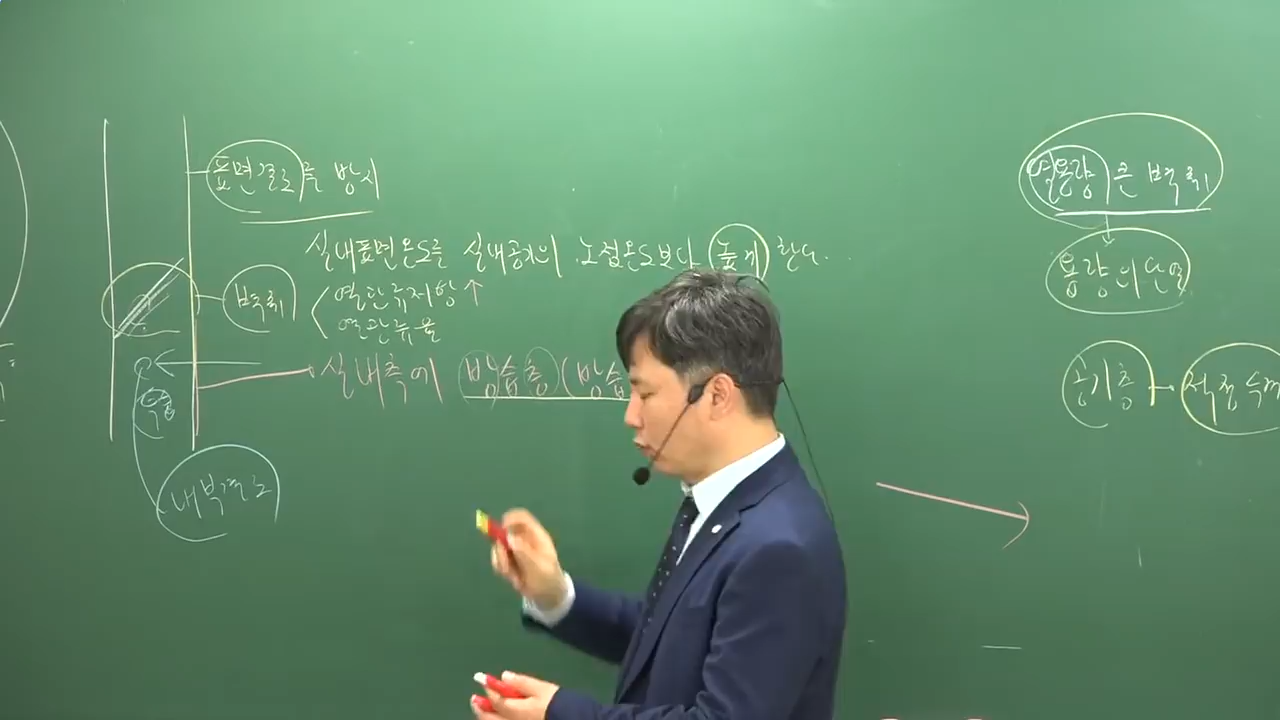 표면결로를 방지
실내표면온도를 실내공기의 노점온도보다 높게 한다...
벽체
열관류저항↑
열관류율
실내측에 방습층(방습
내부결로
열용량 큰 벽체
용량이 단열
공기층